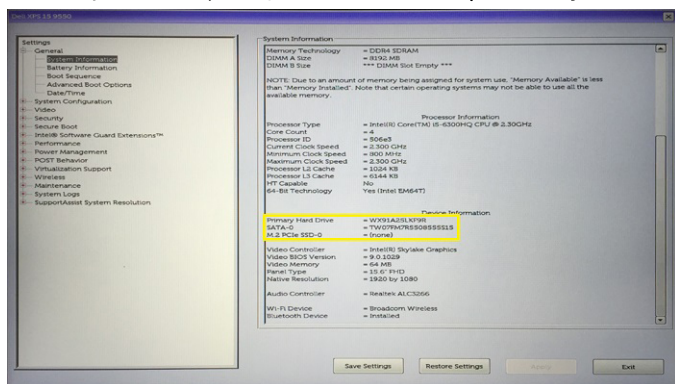 Dell XPS 15 9550
Settings
General
System Information
Battery Information
Boot Sequence
Advanced Boot Options
Date/Time
System Configuration
Video
Security
Secure Boot
Intel® Software Guard Extensions™
Performance
Power Management
POST Behavior
Virtualization Support
Wireless
Maintenance
System Logs
SupportAssist System Resolution
System Information
Memory Technology = DDR4 SDRAM
DIMM A Size = 8192 MB
DIMM B Size *** DIMM Slot Empty ***
NOTE: Due to an amount of memory being assigned for system use, "Memory Available" is less
than "Memory Installed". Note that certain operating systems may not be able to use all the
available memory.
Processor Information
Processor Type = Intel(R) Core(TM) i5-6300HQ CPU @ 2.30GHz
Core Count = 4
Processor ID = 506e3
Current Clock Speed = 2.300 GHz
Minimum Clock Speed = 800 MHz
Maximum Clock Speed = 2.300 GHz
Processor L2 Cache = 1024 KB
Processor L3 Cache = 6144 KB
HT Capable No
64-Bit Technology Yes (Intel EM64T)
Device Information
Primary Hard Drive
SATA-0
M.2 PCIe SSD-0 = (none)
Video Controller = Intel(R) Skylake Graphics
Video BIOS Version = 9.0.1029
Video Memory = 64 MB
Panel Type = 15.6" FHD
Native Resolution = 1920 by 1080
Audio Controller = Realtek ALC3266
Wi-Fi Device = Broadcom Wireless
Bluetooth Device = Installed
Save Settings Restore Settings Apply Exit